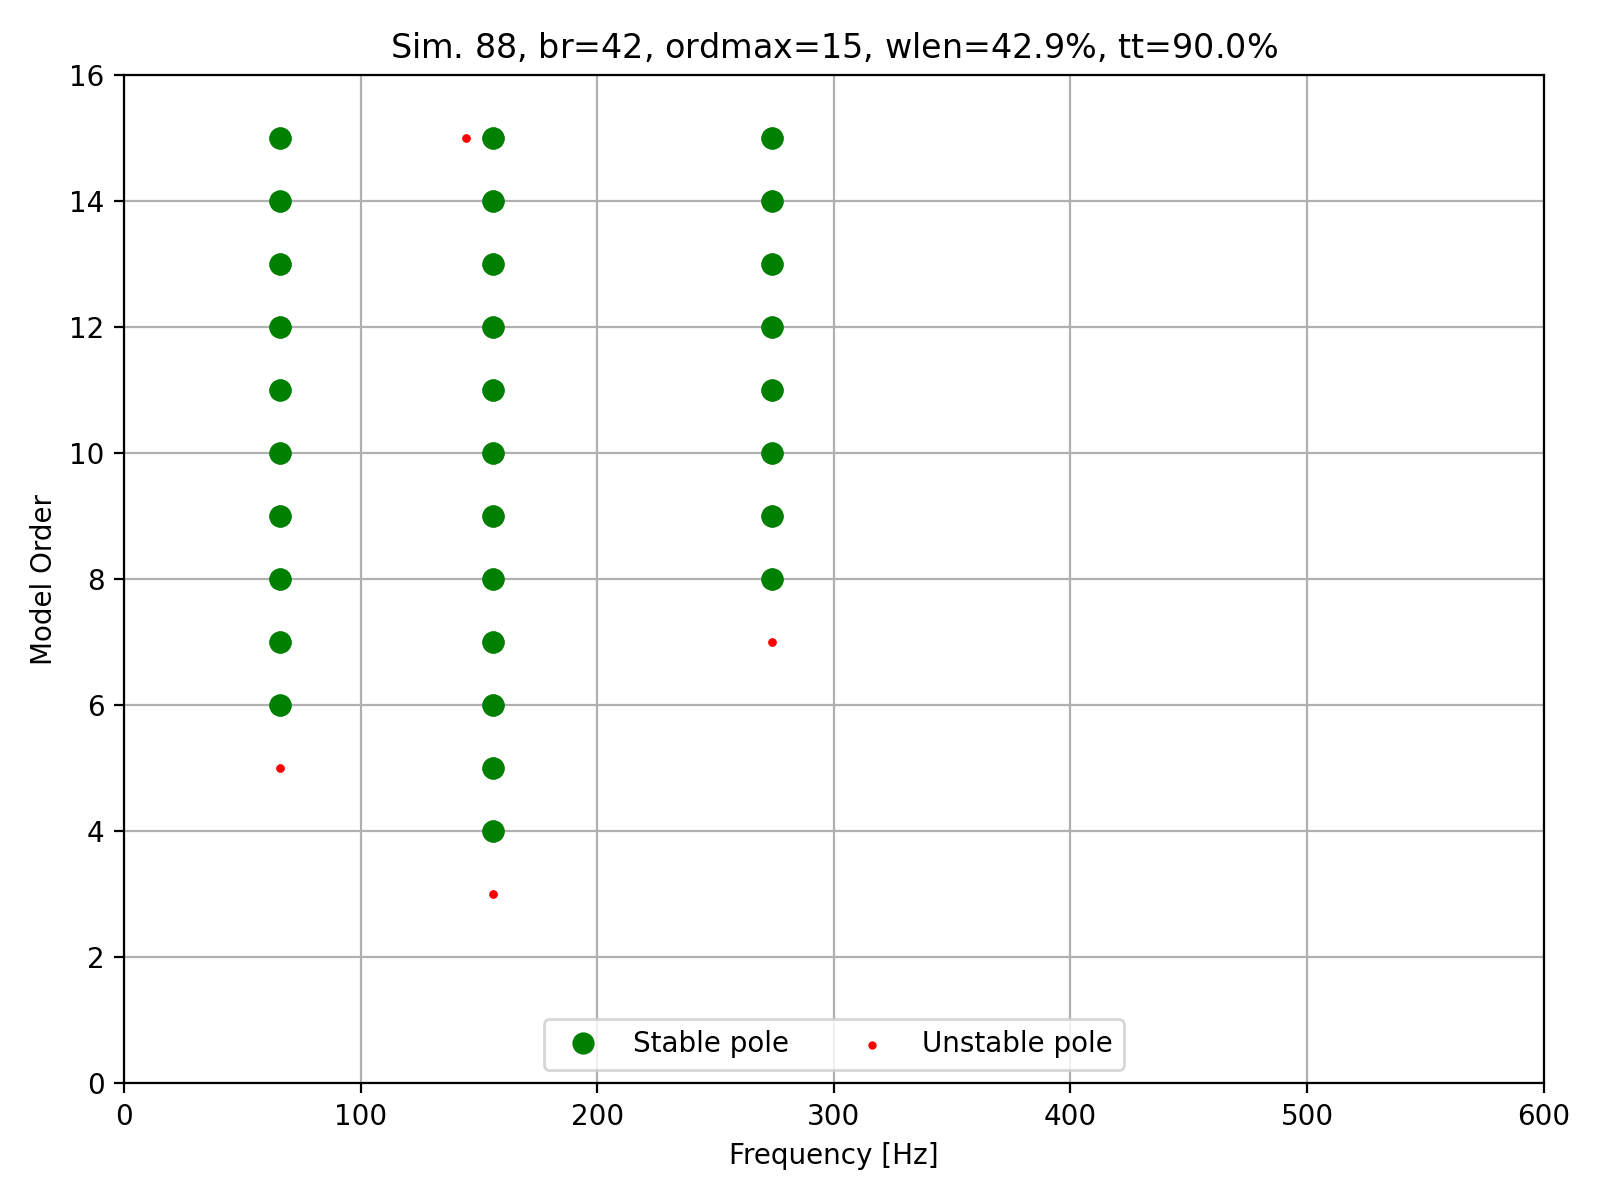 Sim. 88, br=42, ordmax=15, wlen=42.9%, tt=90.0%
16
14
12
10
8
6
4
2
0
Model Order
Stable pole
Unstable pole
0 100 200 300 400 500 600
Frequency [Hz]